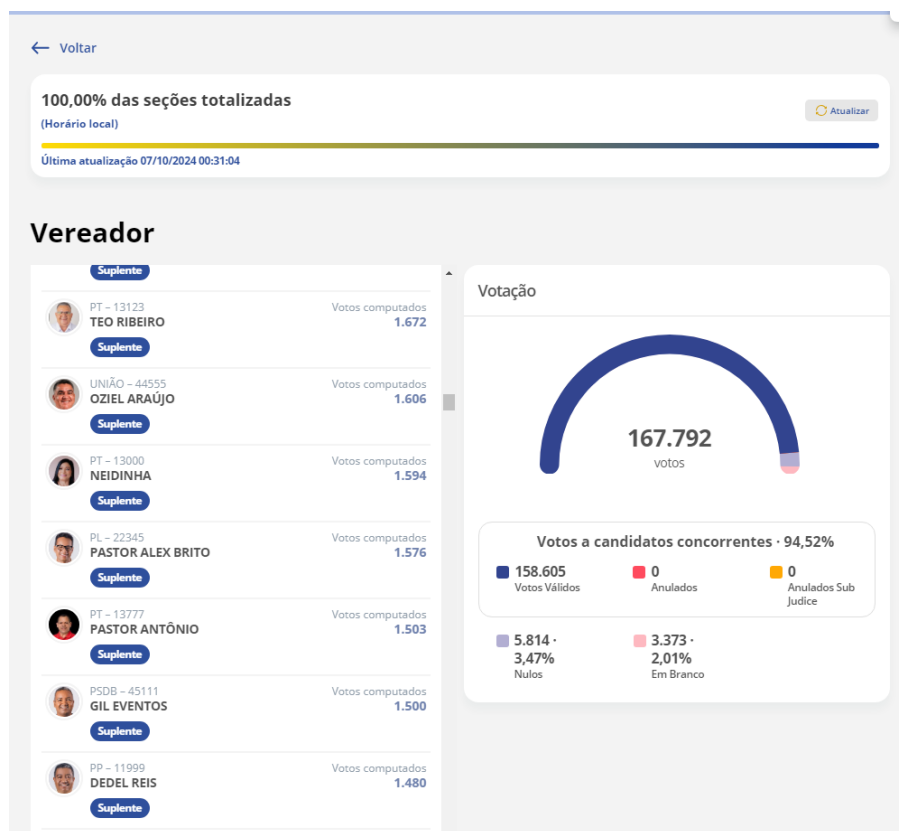 Voltar
100,00% das seções totalizadas
(Horário local)
Atualizar
Última atualização 07/10/2024 00:31:04
Vereador
Suplente
PT – 13123
TEO RIBEIRO
Suplente
Votos computados
1.672
UNIÃO – 44555
OZIEL ARAÚJO
Suplente
Votos computados
1.606
PT – 13000
NEIDINHA
Suplente
Votos computados
1.594
PL – 22345
PASTOR ALEX BRITO
Suplente
Votos computados
1.576
PT – 13777
PASTOR ANTÔNIO
Suplente
Votos computados
1.503
PSDB – 45111
GIL EVENTOS
Suplente
Votos computados
1.500
PP – 11999
DEDEL REIS
Suplente
Votos computados
1.480
Votação
167.792
votos
Votos a candidatos concorrentes · 94,52%
158.605
Votos Válidos
0
Anulados
0
Anulados Sub
Judice
5.814 ·
3,47%
Nulos
3.373 ·
2,01%
Em Branco